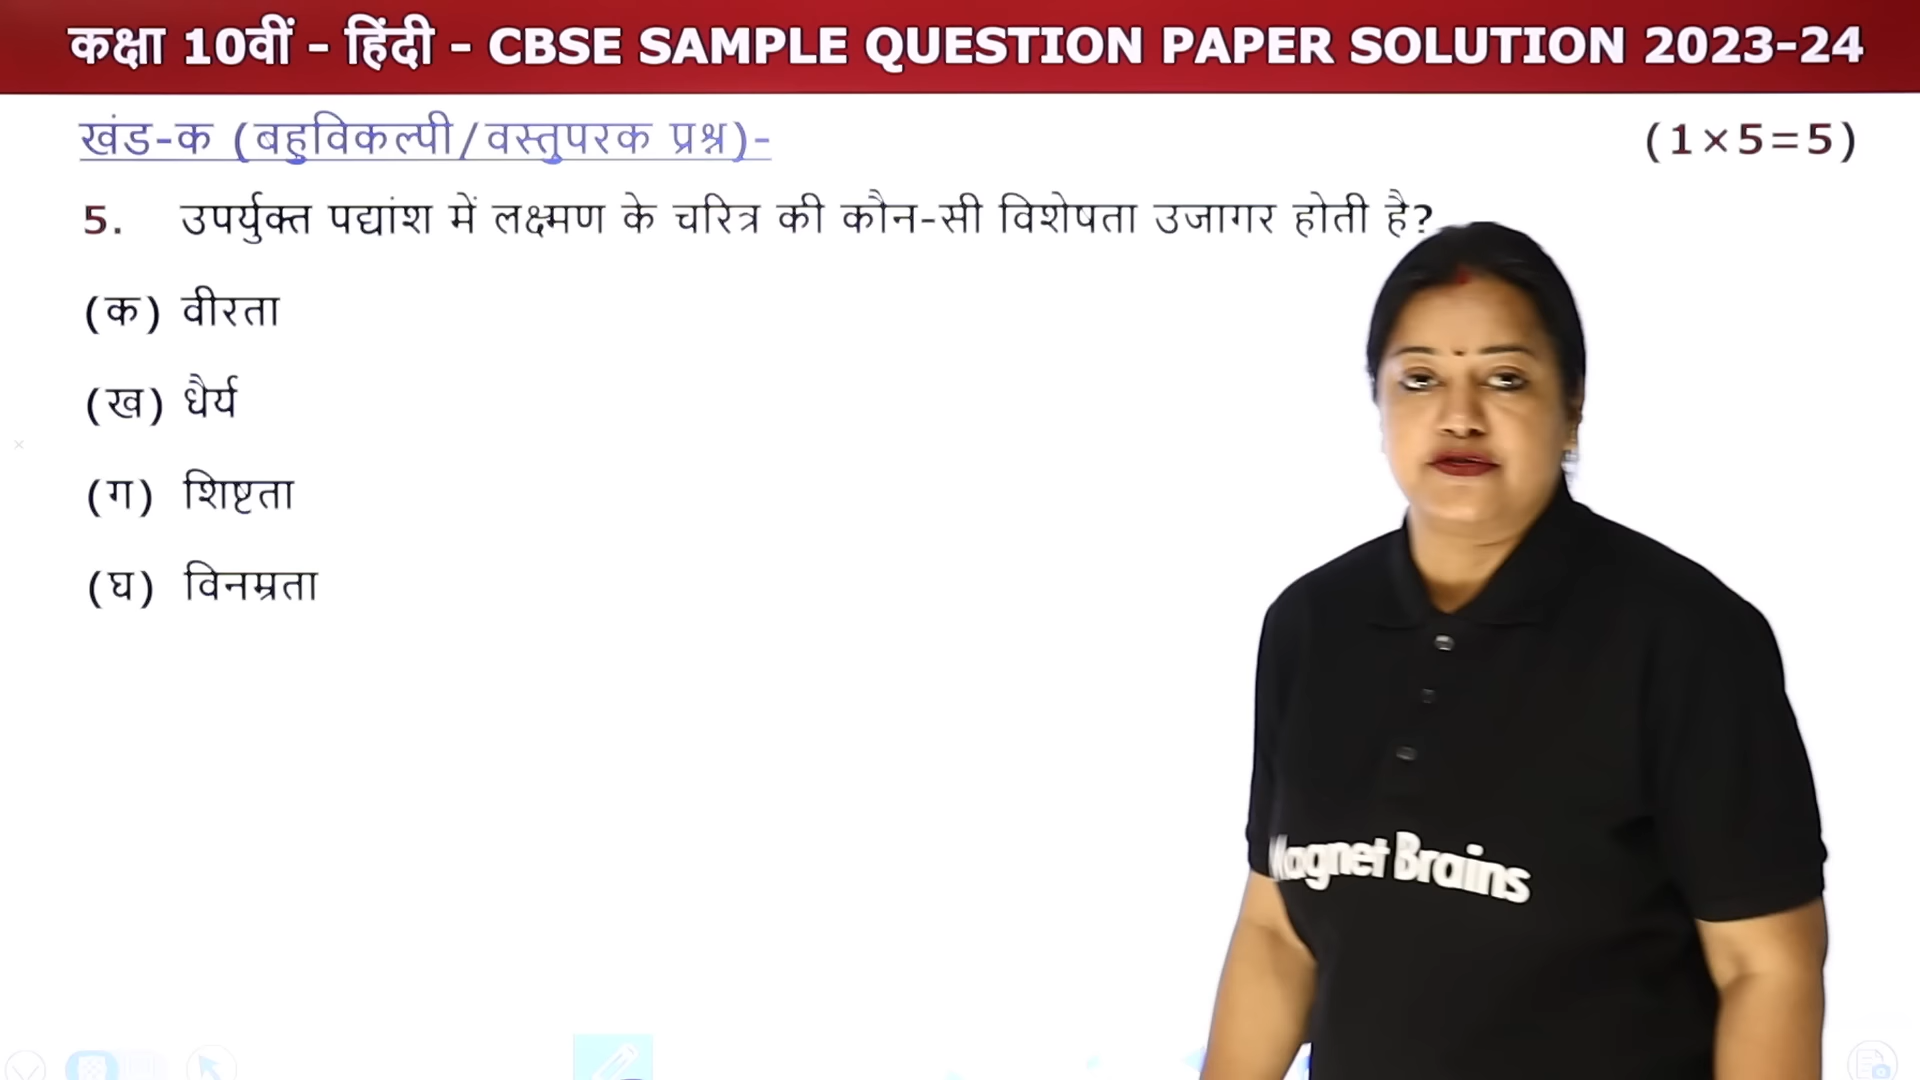 कक्षा 10वीं - हिंदी - CBSE SAMPLE QUESTION PAPER SOLUTION 2023-24
खंड-क (बहुविकल्पी/वस्तुपरक प्रश्न)- (1×5=5)
5. उपर्युक्त पद्यांश में लक्ष्मण के चरित्र की कौन-सी विशेषता उजागर होती है?
(क) वीरता
(ख) धैर्य
(ग) शिष्टता
(घ) विनम्रता
Magnet Brains